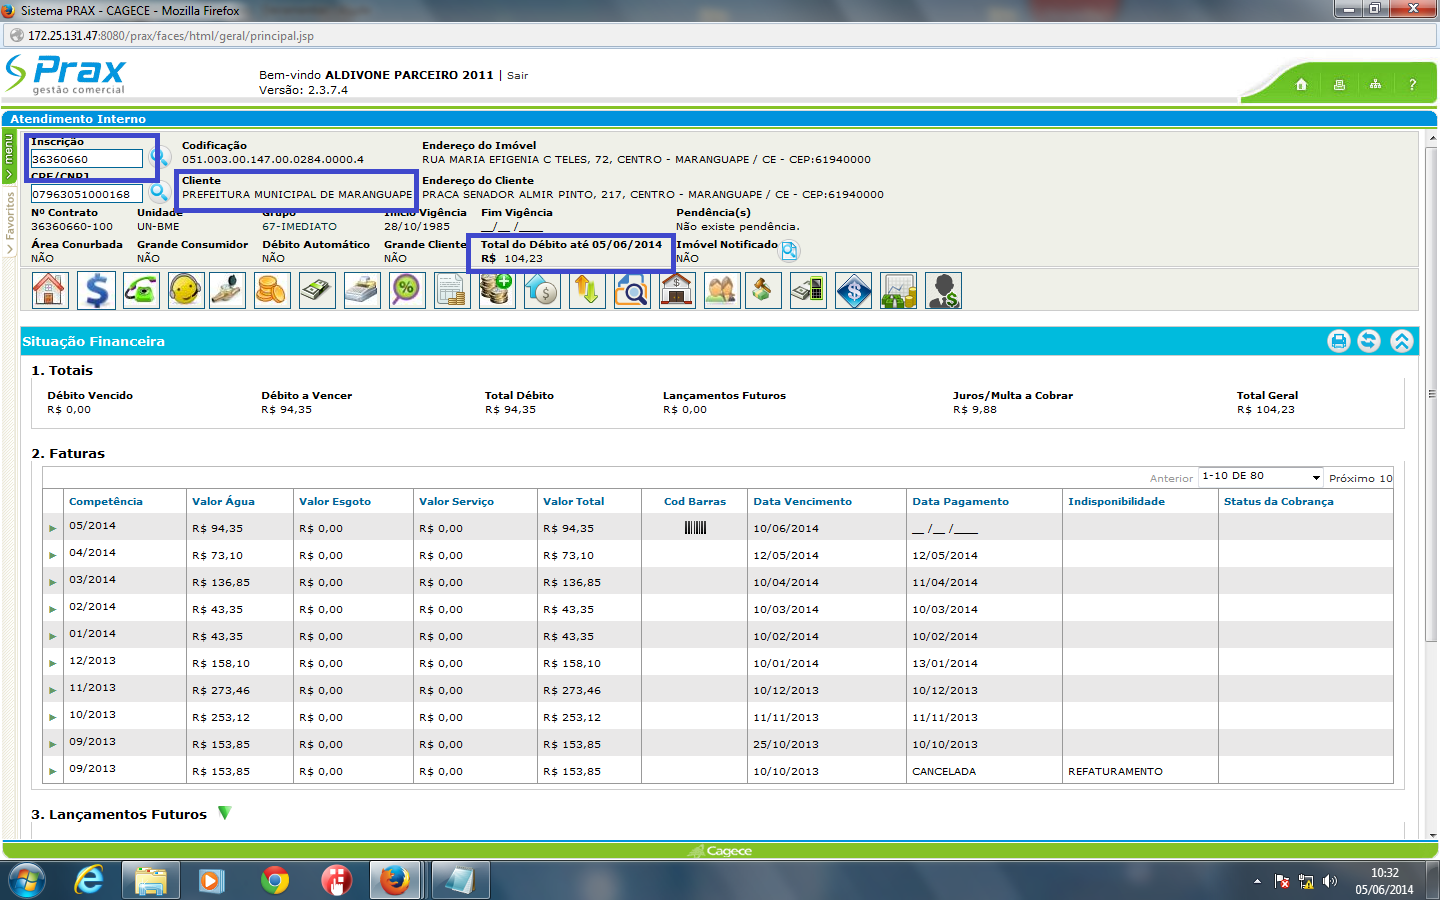 Sistema PRAX - CAGECE - Mozilla Firefox
172.25.131.47:8080/prax/faces/html/geral/principal.jsp
Prax
gestão comercial
Bem-vindo ALDIVONE PARCEIRO 2011 | Sair
Versão: 2.3.7.4
?
Atendimento Interno
menu
Favoritos
Inscrição Codificação Endereço do Imóvel
36360660 051.003.00.147.00.0284.0000.4 RUA MARIA EFIGENIA C TELES, 72, CENTRO - MARANGUAPE / CE - CEP:61940000
CPF/CNPJ Cliente Endereço do Cliente
07963051000168 PREFEITURA MUNICIPAL DE MARANGUAPE PRACA SENADOR ALMIR PINTO, 217, CENTRO - MARANGUAPE / CE - CEP:61940000
Nº Contrato Unidade Grupo Início Vigência Fim Vigência Pendência(s)
36360660-100 UN-BME 67-IMEDIATO 28/10/1985 __/__ /____ Não existe pendência.
Área Conurbada Grande Consumidor Débito Automático Grande Cliente Total do Débito até 05/06/2014 Imóvel Notificado
NÃO NÃO NÃO NÃO R$ 104,23 NÃO
Situação Financeira
1. Totais
Débito Vencido Débito a Vencer Total Débito Lançamentos Futuros Juros/Multa a Cobrar Total Geral
R$ 0,00 R$ 94,35 R$ 94,35 R$ 0,00 R$ 9,88 R$ 104,23
2. Faturas
Anterior 1-10 DE 80 Próximo 10
Competência Valor Água Valor Esgoto Valor Serviço Valor Total Cod Barras Data Vencimento Data Pagamento Indisponibilidade Status da Cobrança
05/2014 R$ 94,35 R$ 0,00 R$ 0,00 R$ 94,35 10/06/2014 __ /__ /____
04/2014 R$ 73,10 R$ 0,00 R$ 0,00 R$ 73,10 12/05/2014 12/05/2014
03/2014 R$ 136,85 R$ 0,00 R$ 0,00 R$ 136,85 10/04/2014 11/04/2014
02/2014 R$ 43,35 R$ 0,00 R$ 0,00 R$ 43,35 10/03/2014 10/03/2014
01/2014 R$ 43,35 R$ 0,00 R$ 0,00 R$ 43,35 10/02/2014 10/02/2014
12/2013 R$ 158,10 R$ 0,00 R$ 0,00 R$ 158,10 10/01/2014 13/01/2014
11/2013 R$ 273,46 R$ 0,00 R$ 0,00 R$ 273,46 10/12/2013 10/12/2013
10/2013 R$ 253,12 R$ 0,00 R$ 0,00 R$ 253,12 11/11/2013 11/11/2013
09/2013 R$ 153,85 R$ 0,00 R$ 0,00 R$ 153,85 25/10/2013 10/10/2013
09/2013 R$ 153,85 R$ 0,00 R$ 0,00 R$ 153,85 10/10/2013 CANCELADA REFATURAMENTO
3. Lançamentos Futuros
Cagece
10:32
05/06/2014